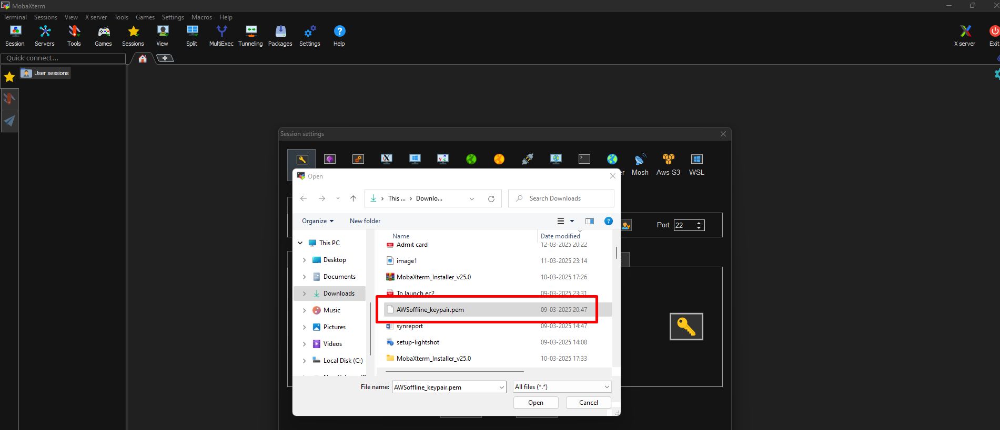 MobaXterm
Terminal Sessions View X server Tools Games Settings Macros Help
Session Servers Tools Games Sessions View Split MultiExec Tunneling Packages Settings Help X server Exit
Quick connect...
User sessions
Session settings
Mosh Aws S3 WSL
Open
This ... Downlo... Search Downloads
Organize New folder
Port 22
Name Date modified
This PC
Desktop
Documents
Downloads
Music
Pictures
Videos
Local Disk (C:)
Admit card 12-03-2025 20:22
image1 11-03-2025 23:14
MobaXterm_Installer_v25.0 10-03-2025 17:26
To launch ec2 09-03-2025 23:31
AWSoffline_keypair.pem 09-03-2025 20:47
synreport 09-03-2025 14:47
setup-lightshot 09-03-2025 14:08
MobaXterm_Installer_v25.0 10-03-2025 17:33
File name: AWSoffline_keypair.pem All files (*.*)
Open Cancel